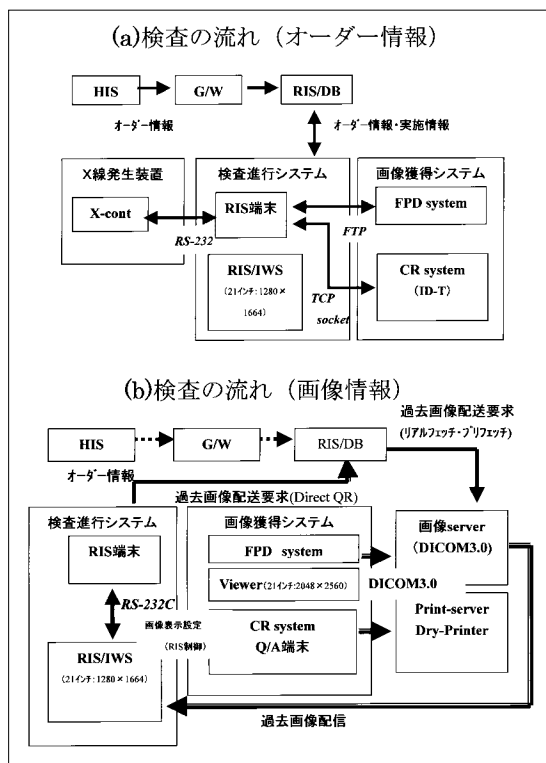 (a)検査の流れ（オーダー情報）
HIS
G/W
RIS/DB
オーダー情報
オーダー情報・実施情報
X線発生装置
検査進行システム
画像獲得システム
X-cont
RIS端末
FPD system
RS-232
FTP
RIS/IWS
(21インチ:1280×
1664)
CR system
(ID-T)
TCP
socket
(b)検査の流れ（画像情報）
過去画像配送要求
(リアルフェッチ・プリフェッチ)
HIS
G/W
RIS/DB
オーダー情報
過去画像配送要求(Direct QR)
検査進行システム
画像獲得システム
画像server
(DICOM3.0)
RIS端末
FPD system
Viewer(21インチ:2048×2560)
DICOM3.0
RS-232C
画像表示設定
(RIS制御)
CR system
Q/A端末
Print-server
Dry-Printer
RIS/IWS
(21インチ:1280×1664)
過去画像配信